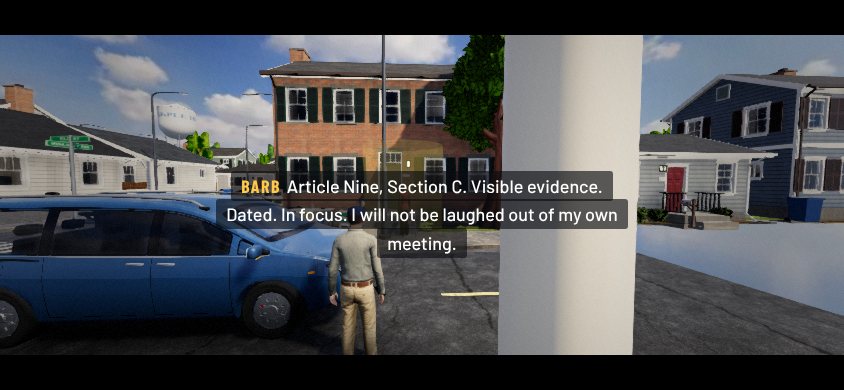 BARB Article Nine, Section C. Visible evidence.
Dated. In focus. I will not be laughed out of my own
meeting.